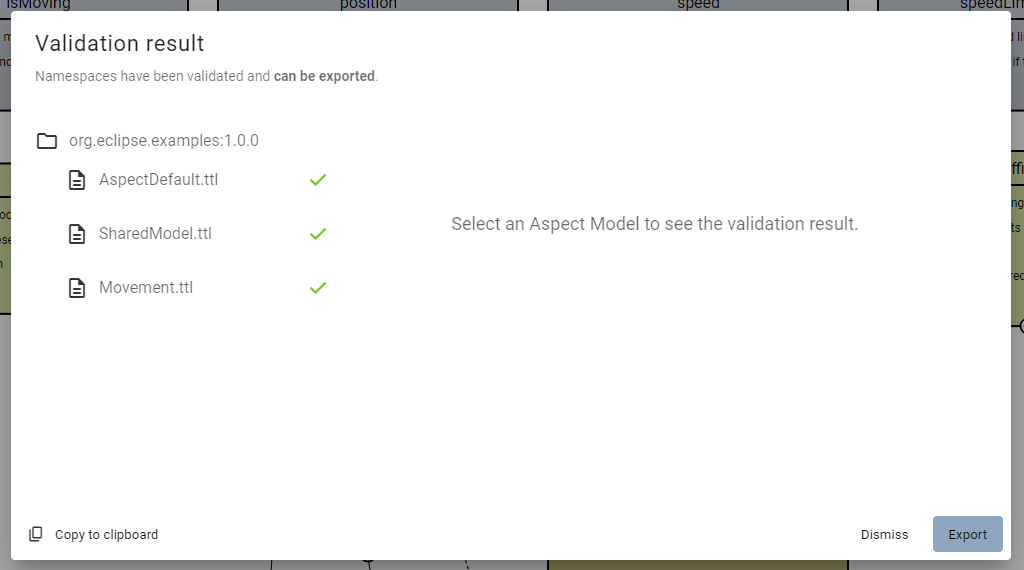 isMoving position speed
Validation result
Namespaces have been validated and can be exported.
org.eclipse.examples:1.0.0
AspectDefault.ttl
SharedModel.ttl
Movement.ttl
Select an Aspect Model to see the validation result.
Copy to clipboard
Dismiss
Export